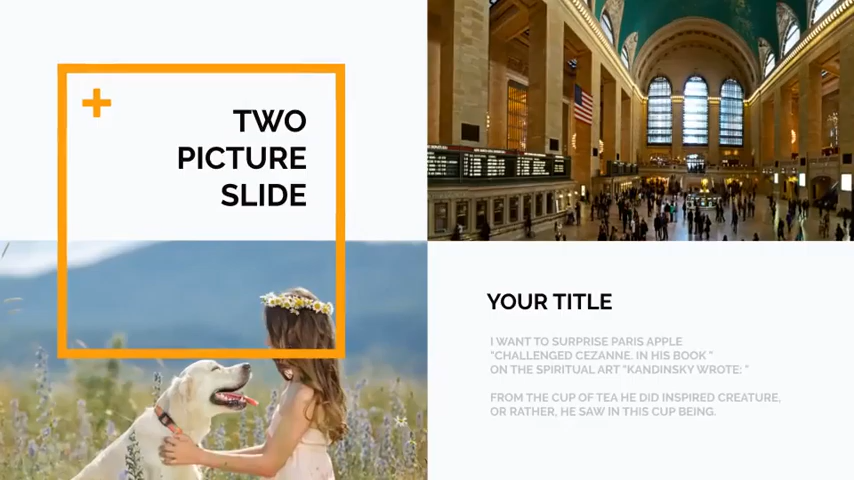 TWO
PICTURE
SLIDE
YOUR TITLE
I WANT TO SURPRISE PARIS APPLE
"CHALLENGED CEZANNE. IN HIS BOOK "
ON THE SPIRITUAL ART "KANDINSKY WROTE: "
FROM THE CUP OF TEA HE DID INSPIRED CREATURE,
OR RATHER, HE SAW IN THIS CUP BEING.